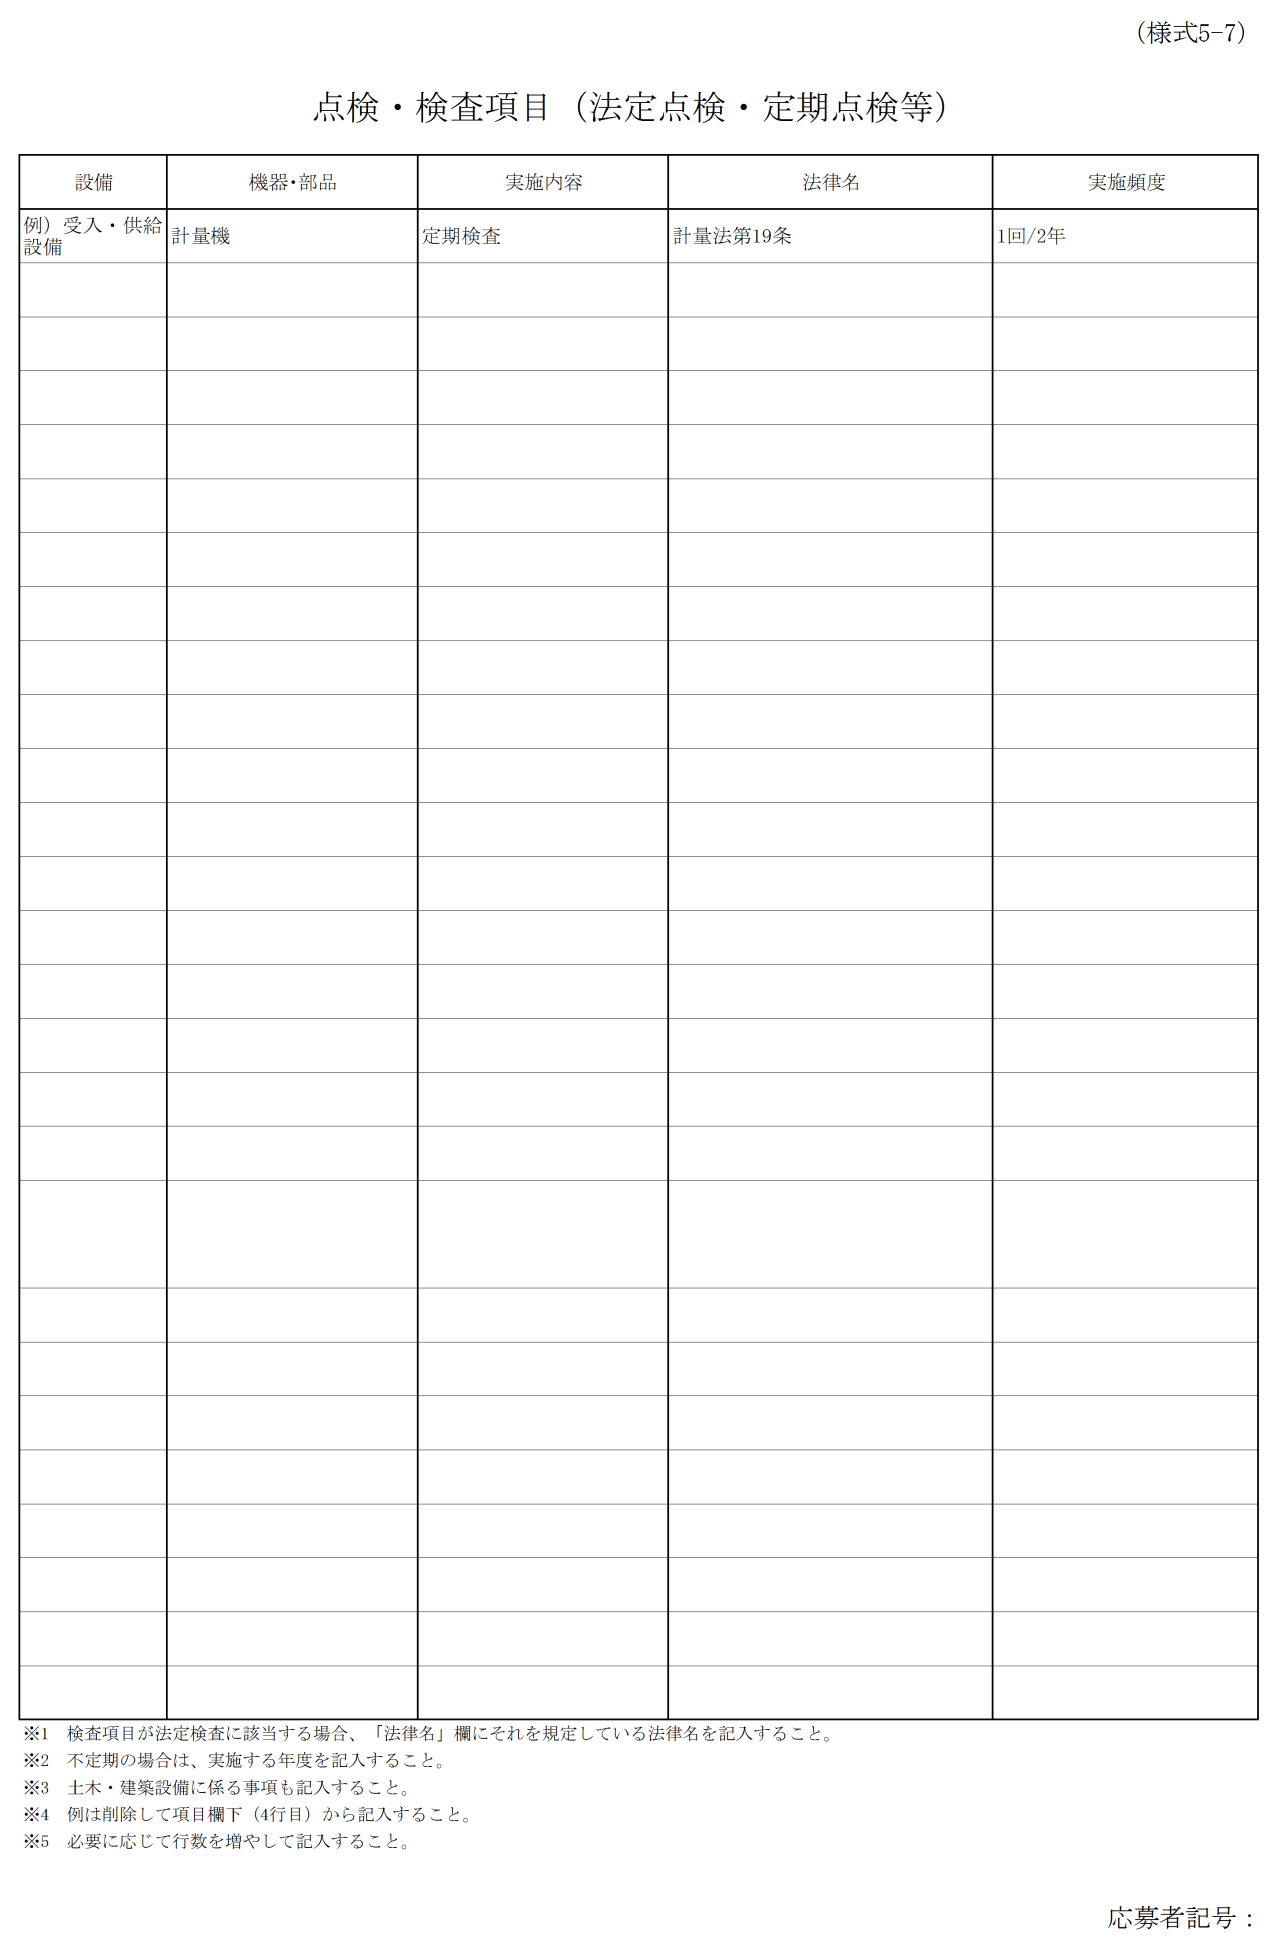 （様式5-7）
点検・検査項目（法定点検・定期点検等）
設備 機器･部品 実施内容 法律名 実施頻度
例）受入・供給
設備
計量機 定期検査 計量法第19条 1回/2年
※1 検査項目が法定検査に該当する場合、「法律名」欄にそれを規定している法律名を記入すること。
※2 不定期の場合は、実施する年度を記入すること。
※3 土木・建築設備に係る事項も記入すること。
※4 例は削除して項目欄下（4行目）から記入すること。
※5 必要に応じて行数を増やして記入すること。
応募者記号：